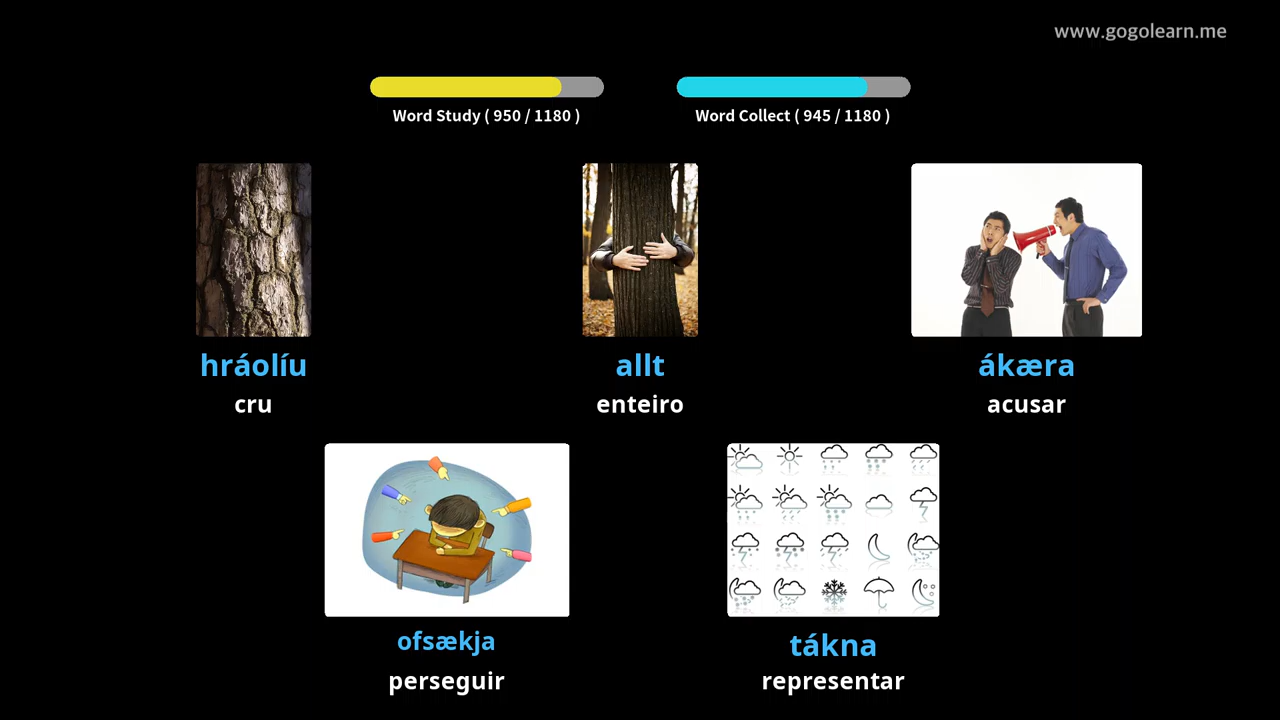 www.gogolearn.me
Word Study ( 950 / 1180 )
Word Collect ( 945 / 1180 )
hráolíu
cru
allt
enteiro
ákæra
acusar
ofsækja
perseguir
tákna
representar